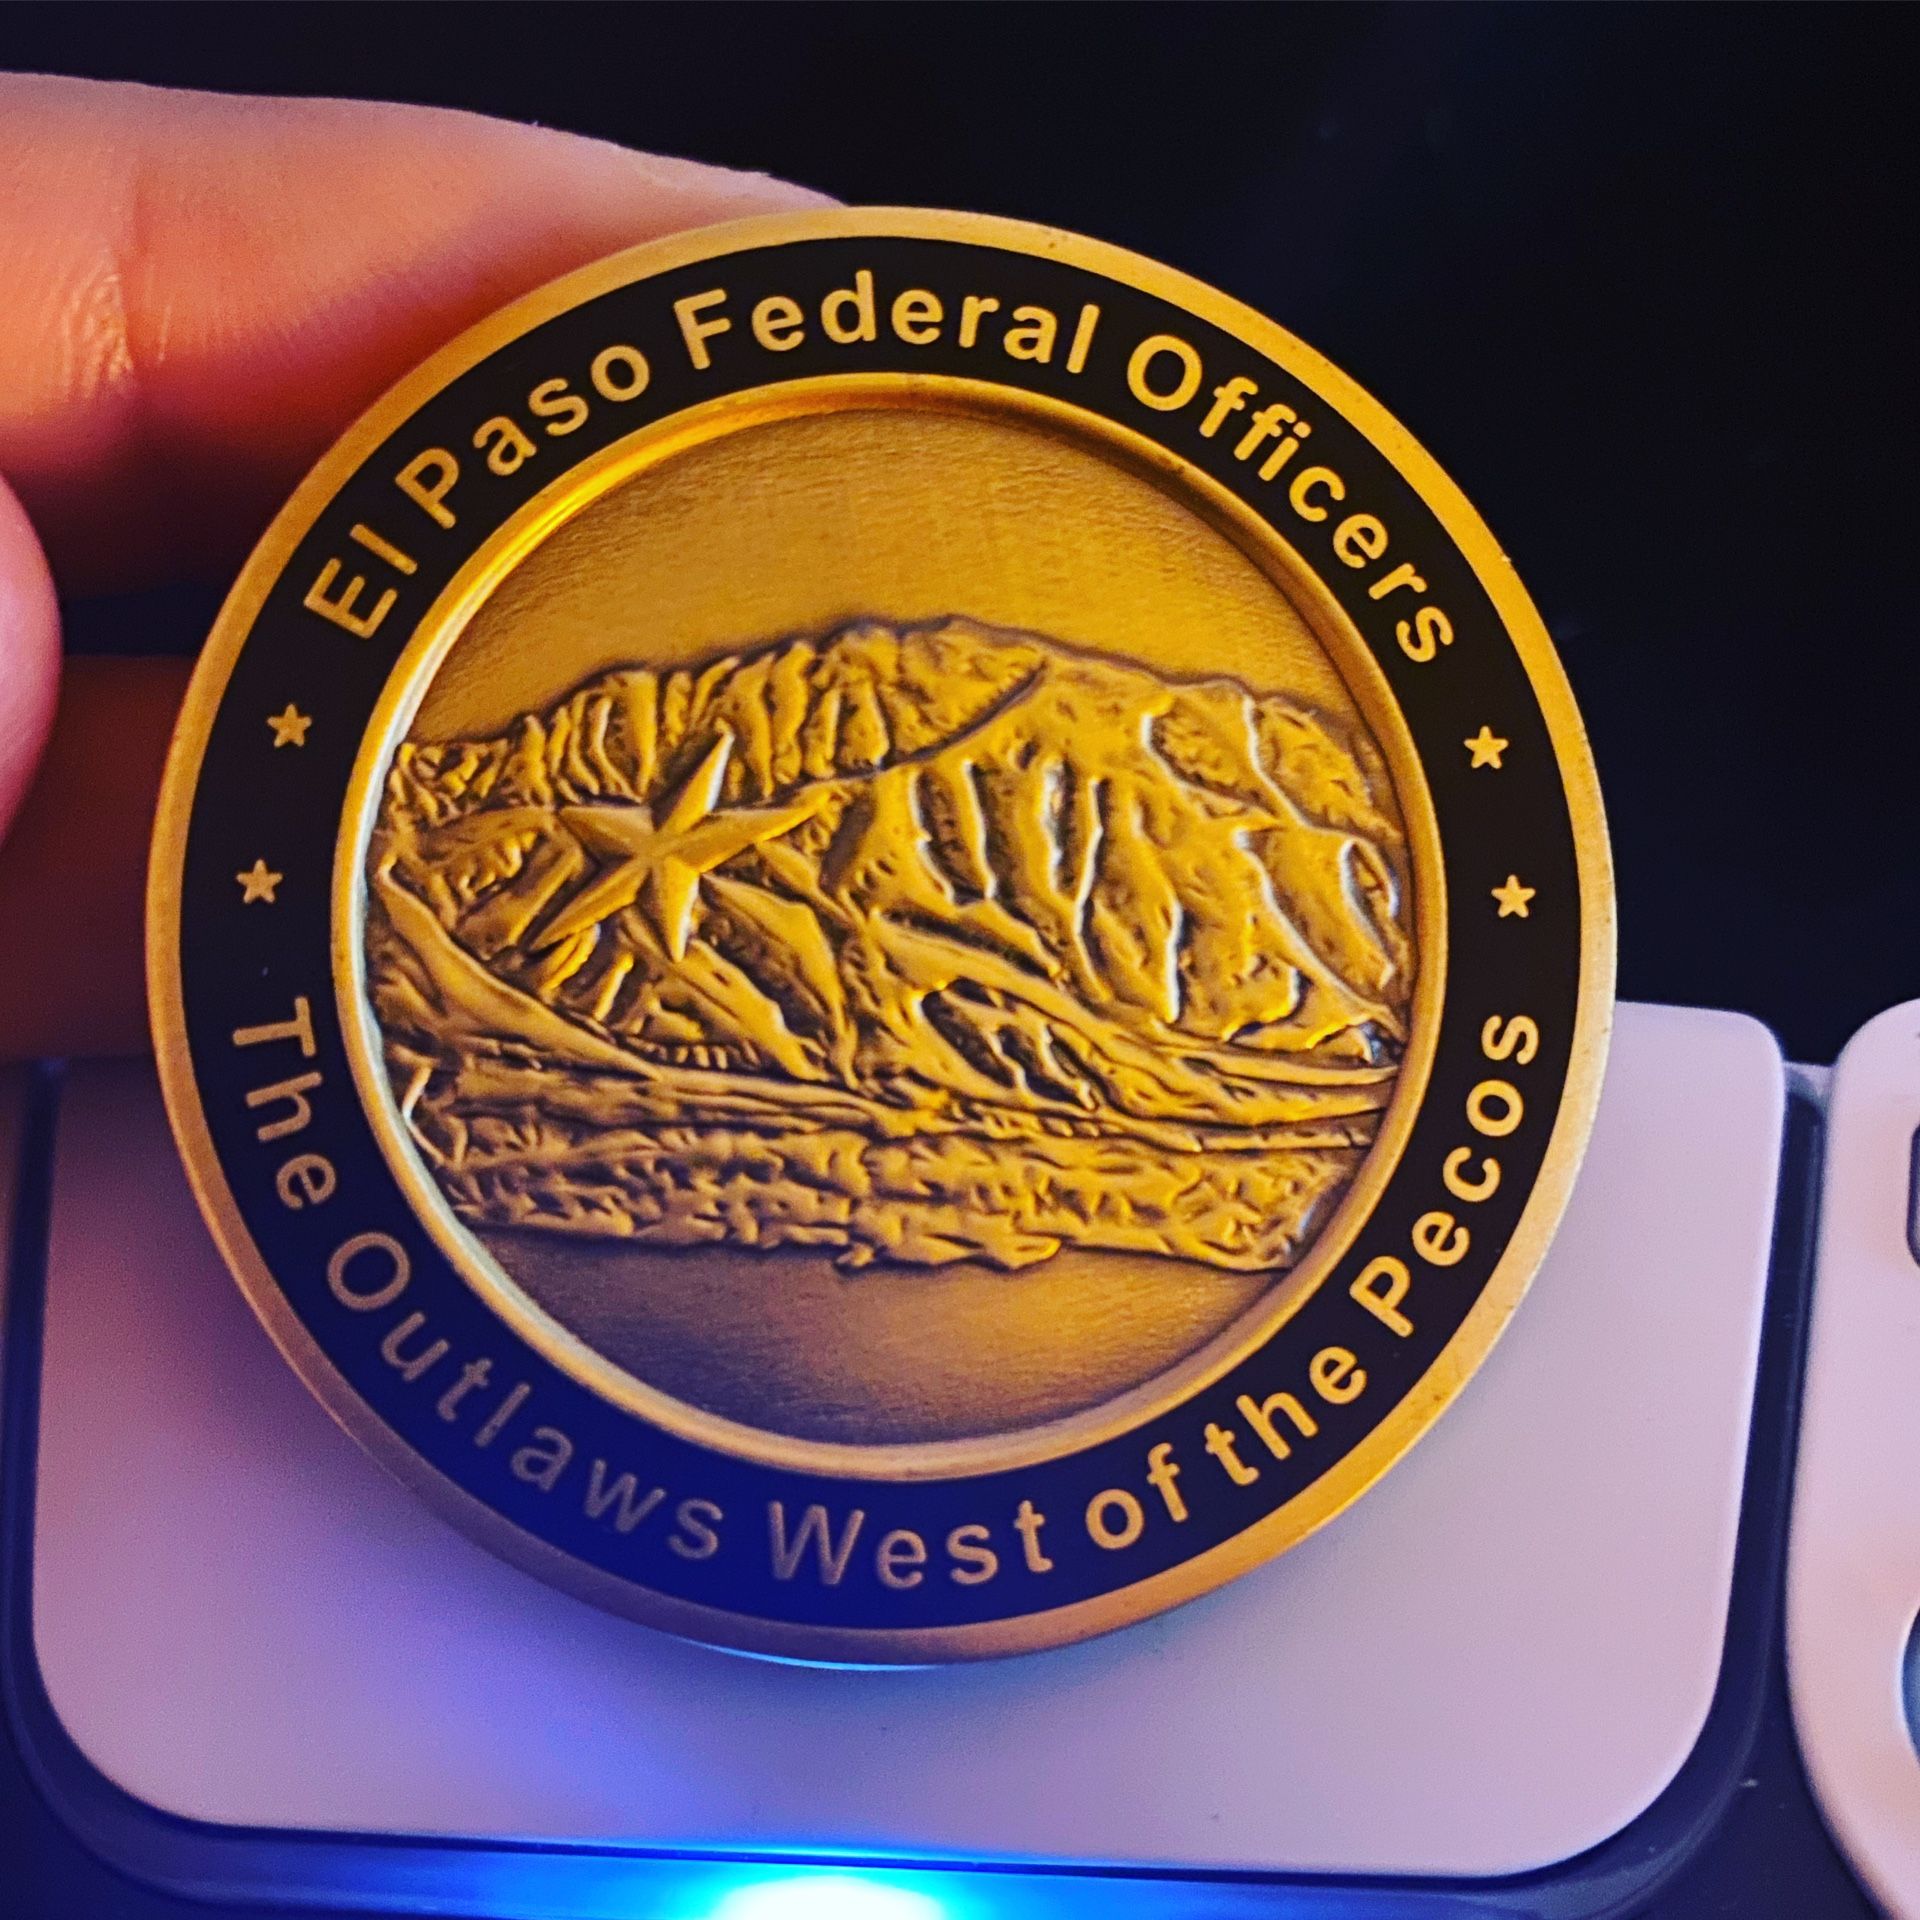 El Paso Federal Officers
The Outlaws West of the Pecos